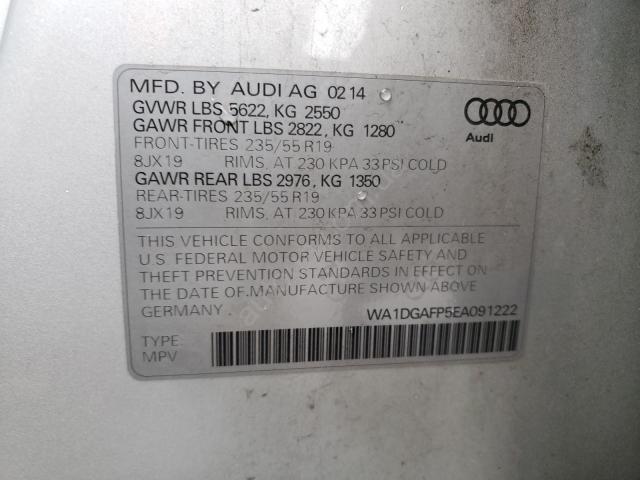 MFD. BY AUDI AG 02 14
GVWR LBS 5622, KG 2550
GAWR FRONT LBS 2822, KG 1280
FRONT-TIRES 235/55 R19
8JX19 RIMS, AT 230 KPA 33 PSI COLD
GAWR REAR LBS 2976, KG 1350
REAR-TIRES 235/55 R19
8JX19 RIMS, AT 230 KPA 33 PSI COLD
Audi
THIS VEHICLE CONFORMS TO ALL APPLICABLE
U.S. FEDERAL MOTOR VEHICLE SAFETY AND
THEFT PREVENTION STANDARDS IN EFFECT ON
THE DATE OF MANUFACTURE SHOWN ABOVE
GERMANY.
WA1DGAFP5EA091222
TYPE:
MPV